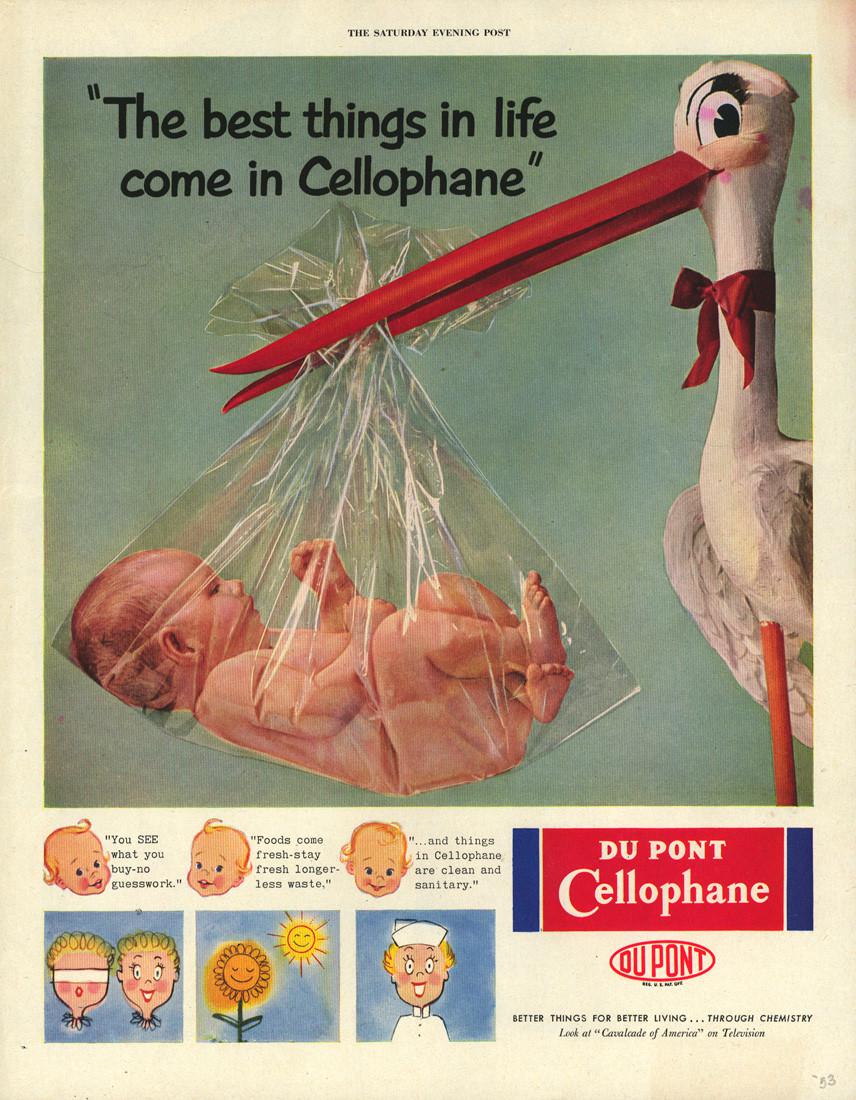 THE SATURDAY EVENING POST
"The best things in life
come in Cellophane"
"You SEE
what you
buy-no
guesswork."
"Foods come
fresh-stay
fresh longer-
less waste,"
"...and things
in Cellophane
are clean and
sanitary."
DU PONT
Cellophane
DU PONT
REG. U. S. PAT. OFF.
BETTER THINGS FOR BETTER LIVING...THROUGH CHEMISTRY
Look at "Cavalcade of America" on Television
'53